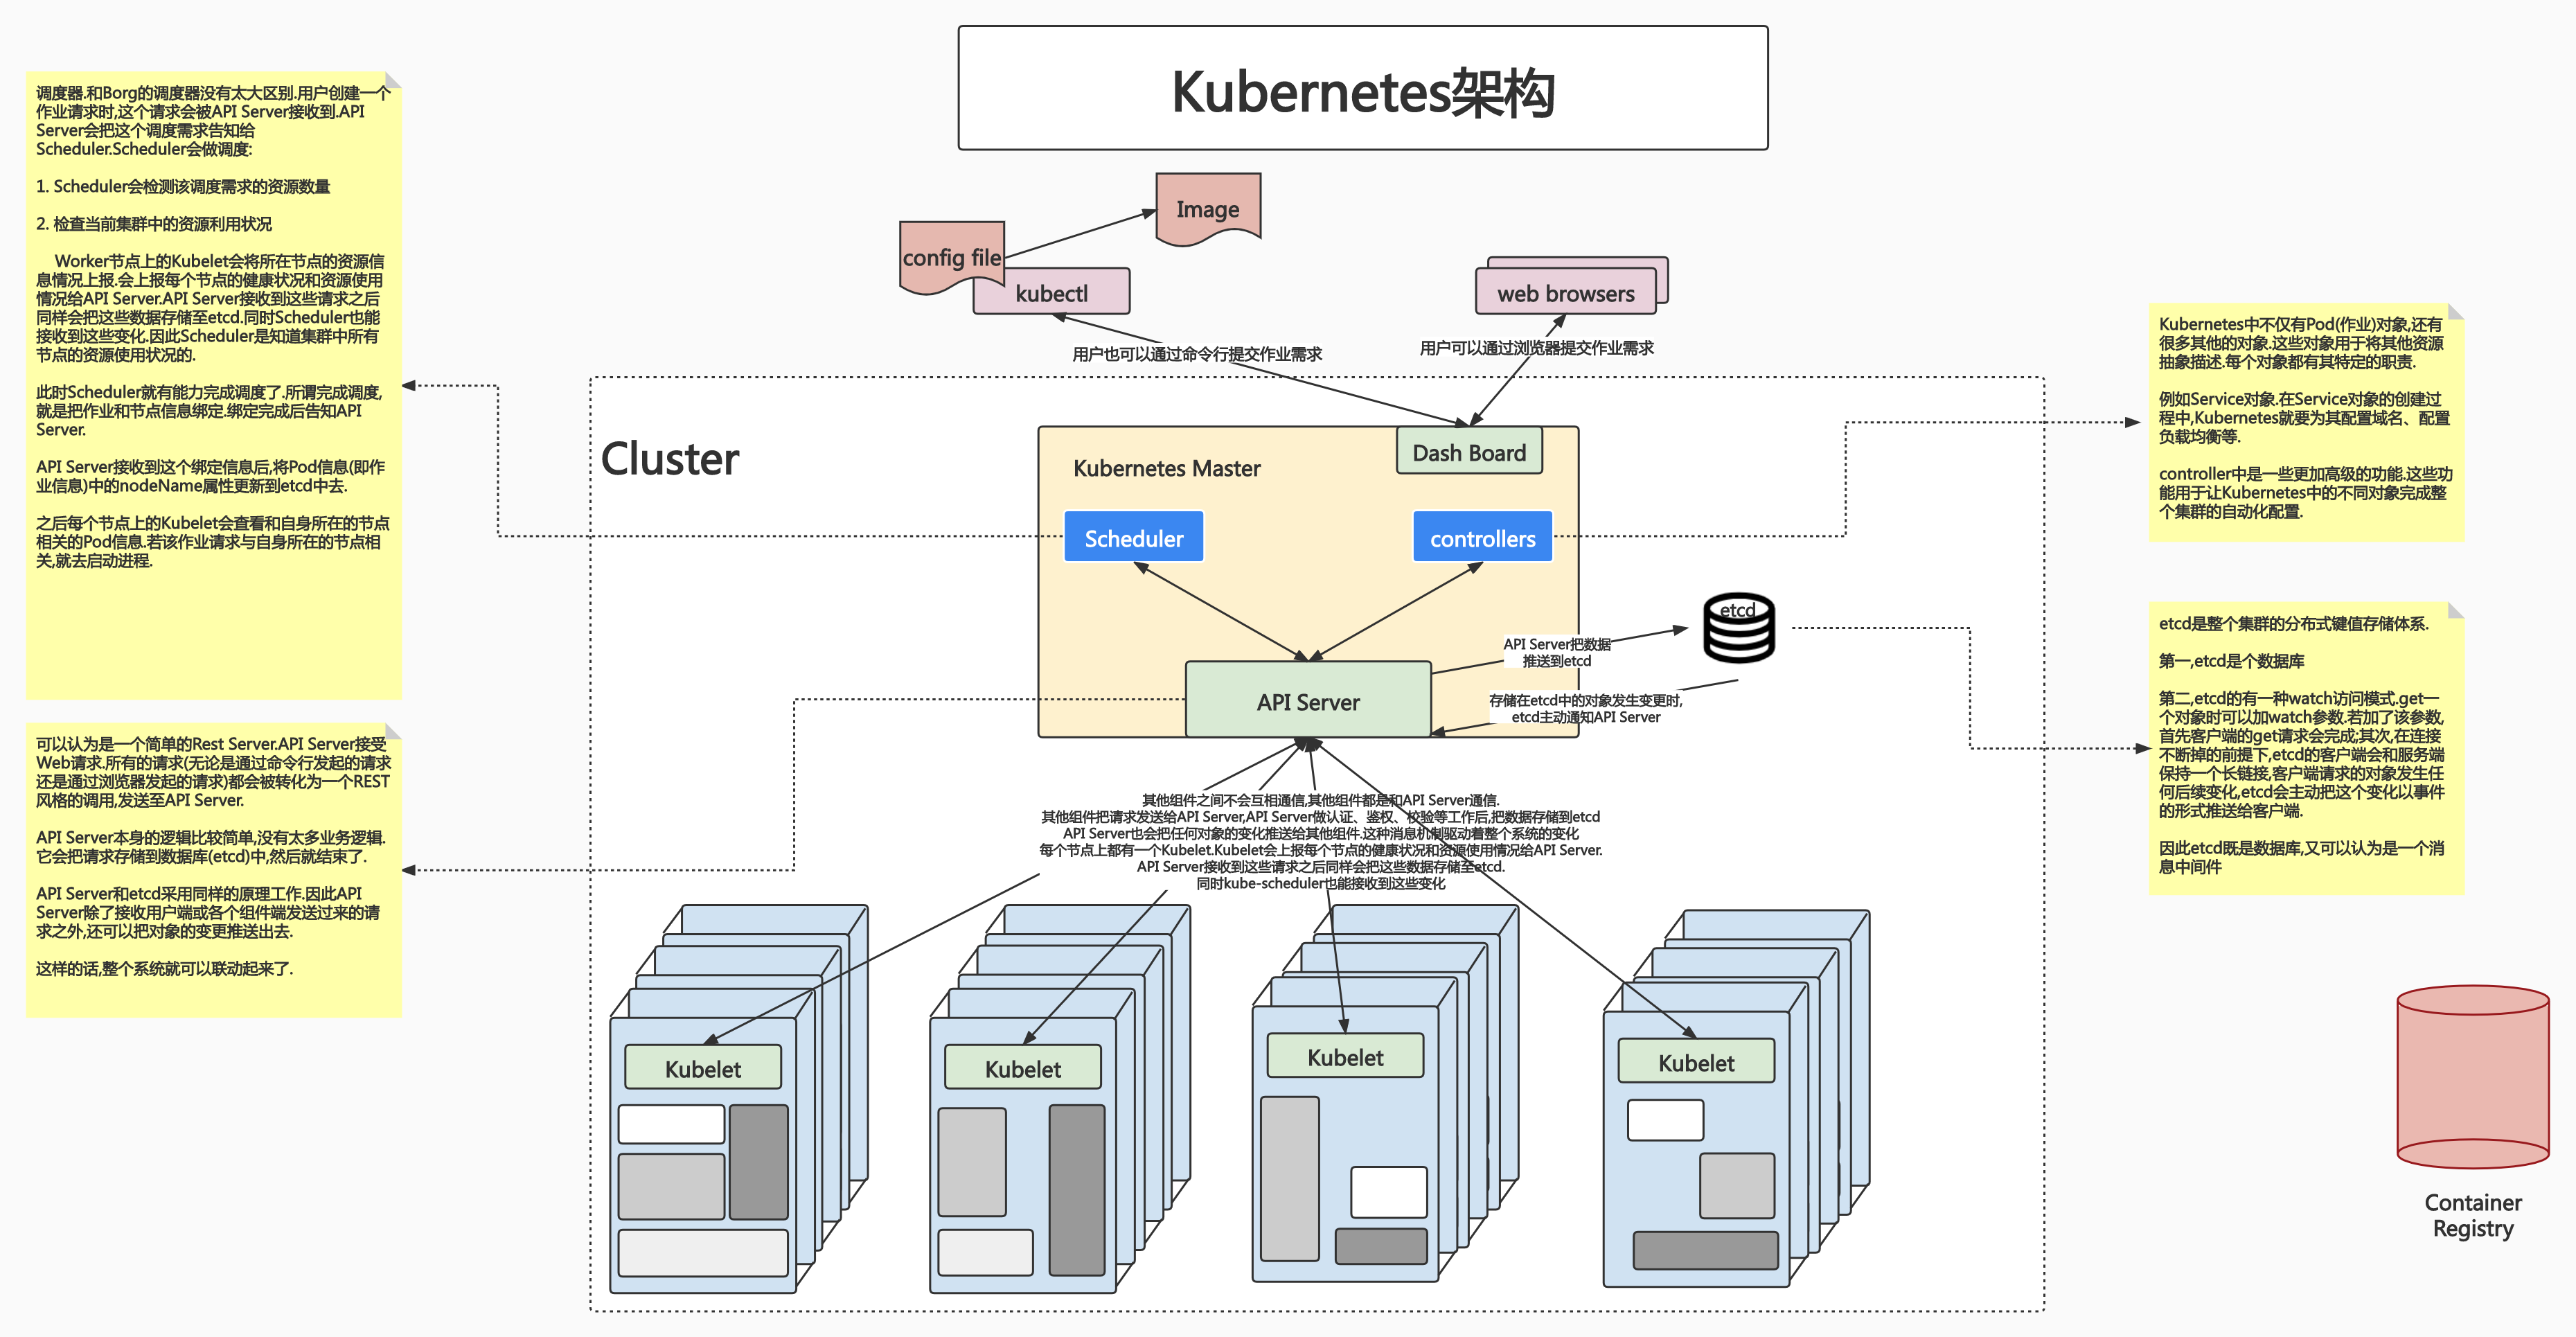 Kubernetes架构
调度器.和Borg的调度器没有太大区别.用户创建一个
作业请求时,这个请求会被API Server接收到.API
Server会把这个调度需求告知给
Scheduler.Scheduler会做调度:
1. Scheduler会检测该调度需求的资源数量
2. 检查当前集群中的资源利用状况
Worker节点上的Kubelet会将所在节点的资源信
息情况上报.会上报每个节点的健康状况和资源使用
情况给API Server.API Server接收到这些请求之后
同样会把这些数据存储至etcd.同时Scheduler也能
接收到这些变化.因此Scheduler是知道集群中所有
节点的资源使用状况的.
此时Scheduler就有能力完成调度了.所谓完成调度,
就是把作业和节点信息绑定.绑定完成后告知API
Server.
API Server接收到这个绑定信息后,将Pod信息(即作
业信息)中的nodeName属性更新到etcd中去.
之后每个节点上的Kubelet会查看和自身所在的节点
相关的Pod信息.若该作业请求与自身所在的节点相
关,就去启动进程.
可以认为是一个简单的Rest Server.API Server接受
Web请求.所有的请求(无论是通过命令行发起的请求
还是通过浏览器发起的请求)都会被转化为一个REST
风格的调用,发送至API Server.
API Server本身的逻辑比较简单,没有太多业务逻辑.
它会把请求存储到数据库(etcd)中,然后就结束了.
API Server和etcd采用同样的原理工作.因此API
Server除了接收用户端或各个组件端发送过来的请
求之外,还可以把对象的变更推送出去.
这样的话,整个系统就可以联动起来了.
Image
config file
kubectl
web browsers
用户也可以通过命令行提交作业需求
用户可以通过浏览器提交作业需求
Cluster
Kubernetes Master
Dash Board
Scheduler
controllers
etcd
API Server把数据
推送到etcd
API Server
存储在etcd中的对象发生变更时,
etcd主动通知API Server
其他组件之间不会互相通信,其他组件都是和API Server通信.
其他组件把请求发送给API Server,API Server做认证、鉴权、校验等工作后,把数据存储到etcd
API Server也会把任何对象的变化推送给其他组件.这种消息机制驱动着整个系统的变化
每个节点上都有一个Kubelet.Kubelet会上报每个节点的健康状况和资源使用情况给API Server.
API Server接收到这些请求之后同样会把这些数据存储至etcd.
同时kube-scheduler也能接收到这些变化
Kubelet
Kubelet
Kubelet
Kubelet
Kubernetes中不仅有Pod(作业)对象,还有
很多其他的对象.这些对象用于将其他资源
抽象描述.每个对象都有其特定的职责.
例如Service对象.在Service对象的创建过
程中,Kubernetes就要为其配置域名、配置
负载均衡等.
controller中是一些更加高级的功能.这些功
能用于让Kubernetes中的不同对象完成整
个集群的自动化配置.
etcd是整个集群的分布式键值存储体系.
第一,etcd是个数据库
第二,etcd的有一种watch访问模式.get一
个对象时可以加watch参数.若加了该参数,
首先客户端的get请求会完成;其次,在连接
不断掉的前提下,etcd的客户端会和服务端
保持一个长链接,客户端请求的对象发生任
何后续变化,etcd会主动把这个变化以事件
的形式推送给客户端.
因此etcd既是数据库,又可以认为是一个消
息中间件
Container
Registry